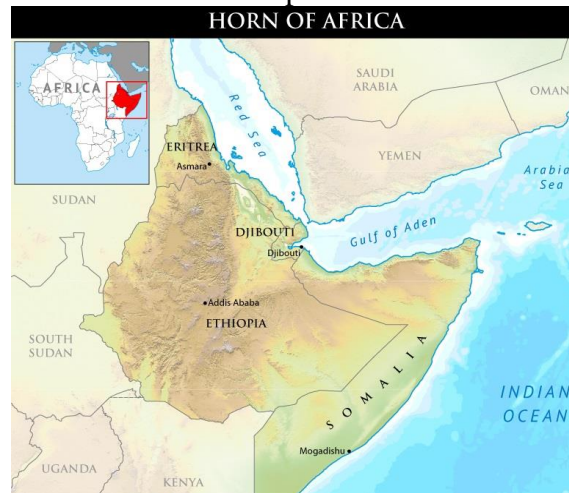 HORN OF AFRICA
AFRICA
SAUDI
ARABIA
OMAN
Red Sea
ERITREA
Asmara
YEMEN
Arabian
Sea
SUDAN
DJIBOUTI
Gulf of Aden
Djibouti
Addis Ababa
ETHIOPIA
SOUTH
SUDAN
SOMALIA
INDIAN
OCEAN
Mogadishu
UGANDA
KENYA